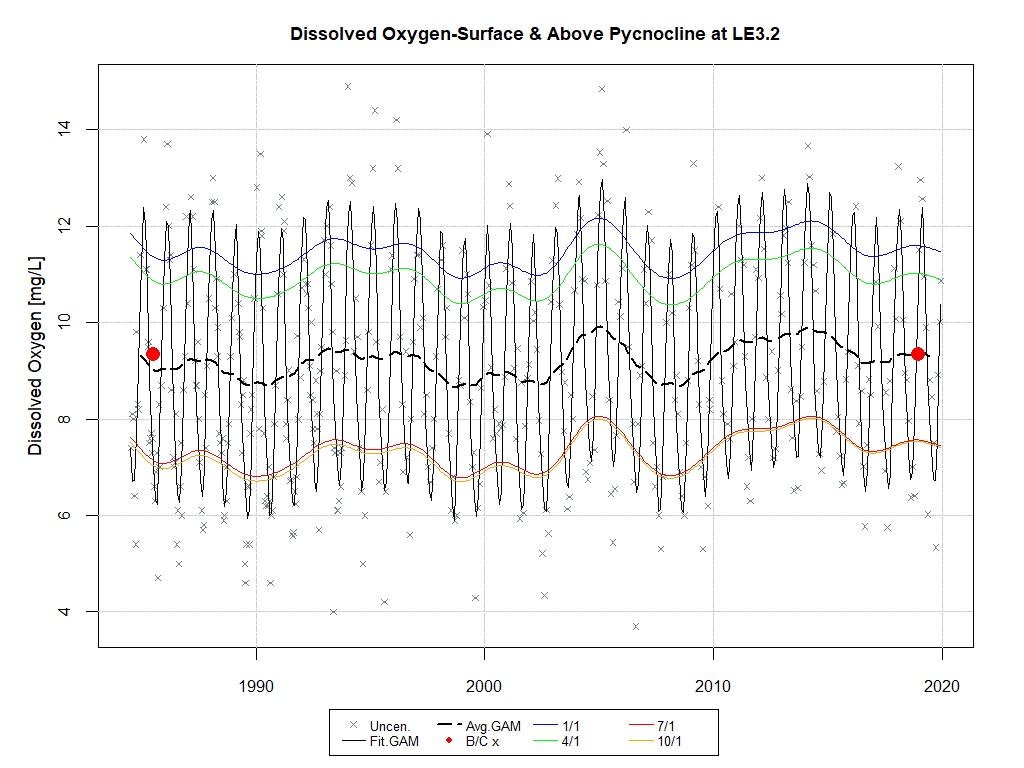 Dissolved Oxygen-Surface & Above Pycnocline at LE3.2
Dissolved Oxygen [mg/L]
14
12
10
8
6
4
1990 2000 2010 2020
Uncen. Avg.GAM 1/1 7/1
Fit.GAM B/C x 4/1 10/1